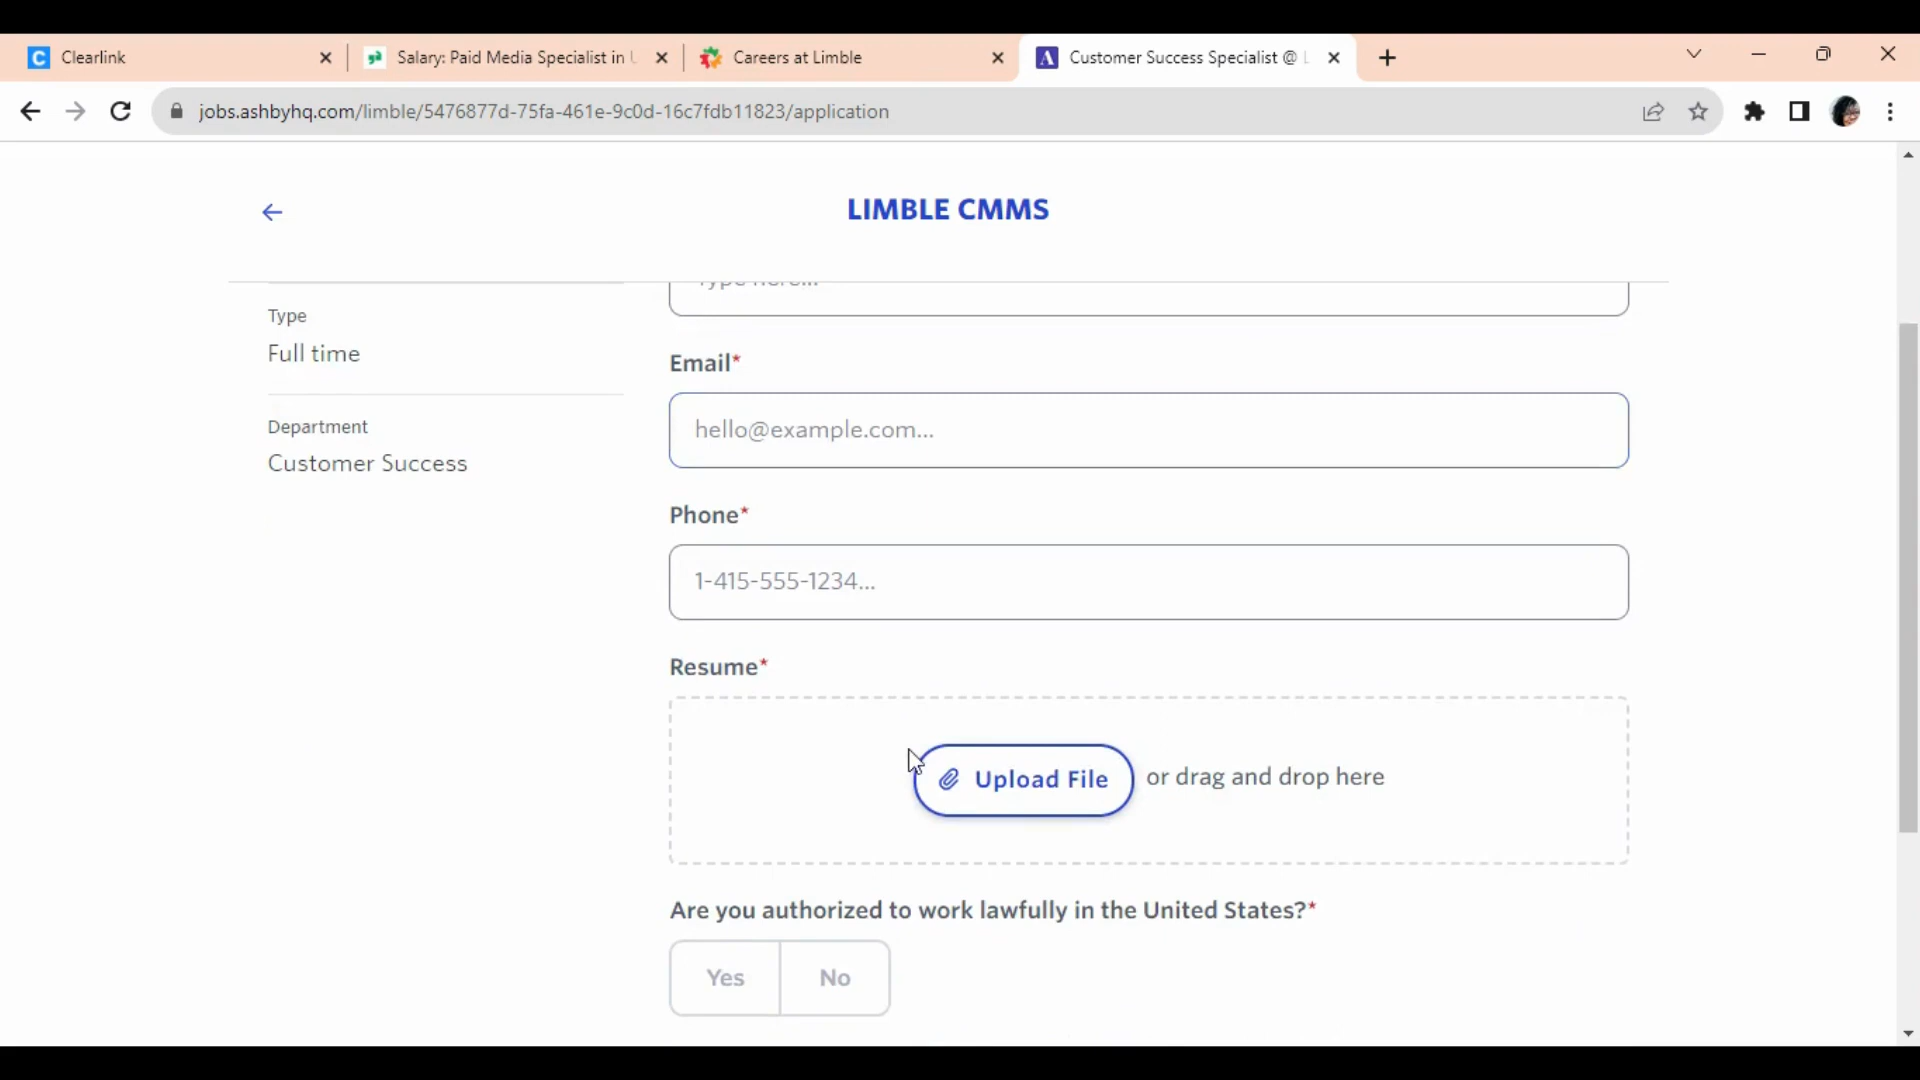 Clearlink
Salary: Paid Media Specialist in
Careers at Limble
Customer Success Specialist @
jobs.ashbyhq.com/limble/5476877d-75fa-461e-9c0d-16c7fdb11823/application
LIMBLE CMMS
Type here...
Type
Full time
Email*
hello@example.com...
Department
Customer Success
Phone*
1-415-555-1234...
Resume*
Upload File or drag and drop here
Are you authorized to work lawfully in the United States?*
Yes No